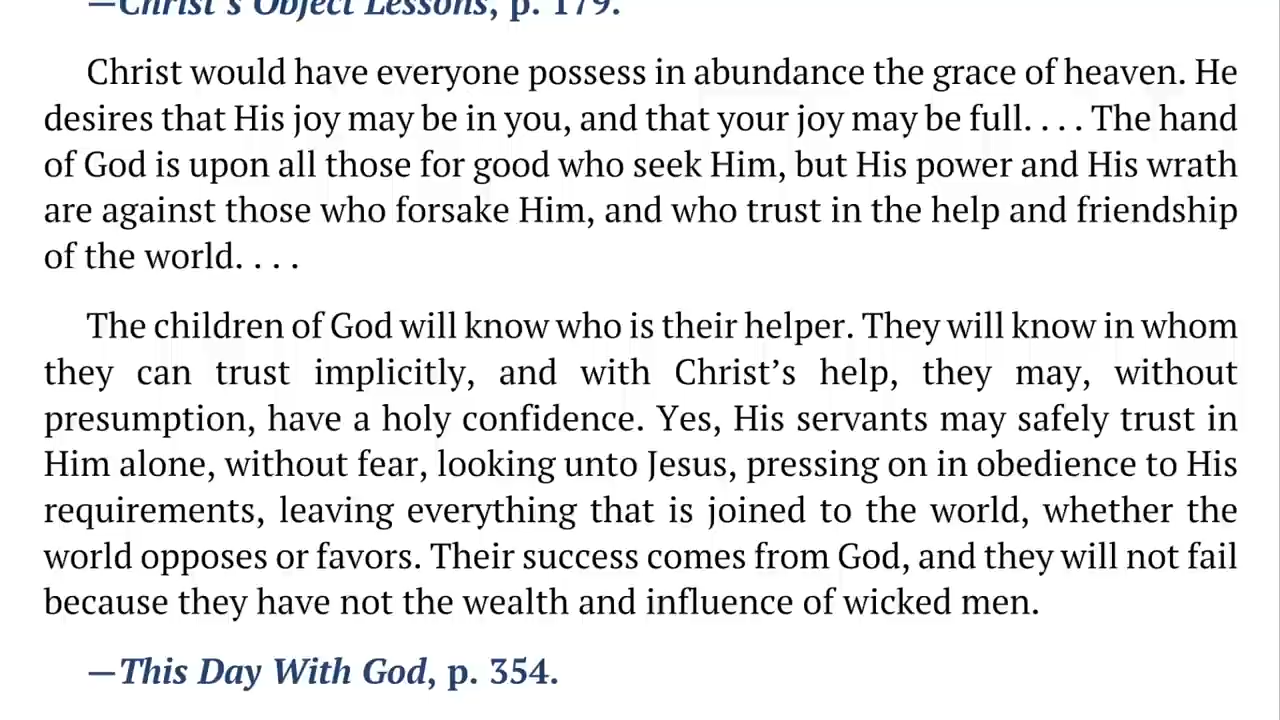 —Christ's Object Lessons, p. 179.
Christ would have everyone possess in abundance the grace of heaven. He
desires that His joy may be in you, and that your joy may be full. . . . The hand
of God is upon all those for good who seek Him, but His power and His wrath
are against those who forsake Him, and who trust in the help and friendship
of the world. . . .
The children of God will know who is their helper. They will know in whom
they can trust implicitly, and with Christ’s help, they may, without
presumption, have a holy confidence. Yes, His servants may safely trust in
Him alone, without fear, looking unto Jesus, pressing on in obedience to His
requirements, leaving everything that is joined to the world, whether the
world opposes or favors. Their success comes from God, and they will not fail
because they have not the wealth and influence of wicked men.
—This Day With God, p. 354.